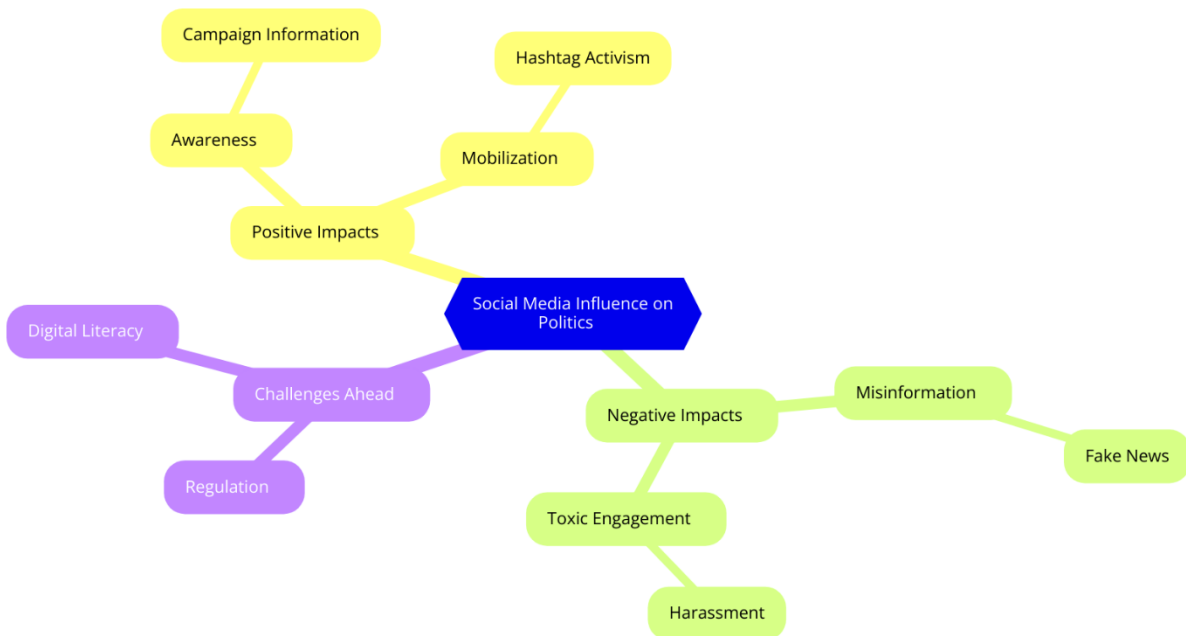 Campaign Information
Hashtag Activism
Awareness
Mobilization
Positive Impacts
Social Media Influence on
Politics
Digital Literacy
Challenges Ahead
Misinformation
Negative Impacts
Fake News
Regulation
Toxic Engagement
Harassment